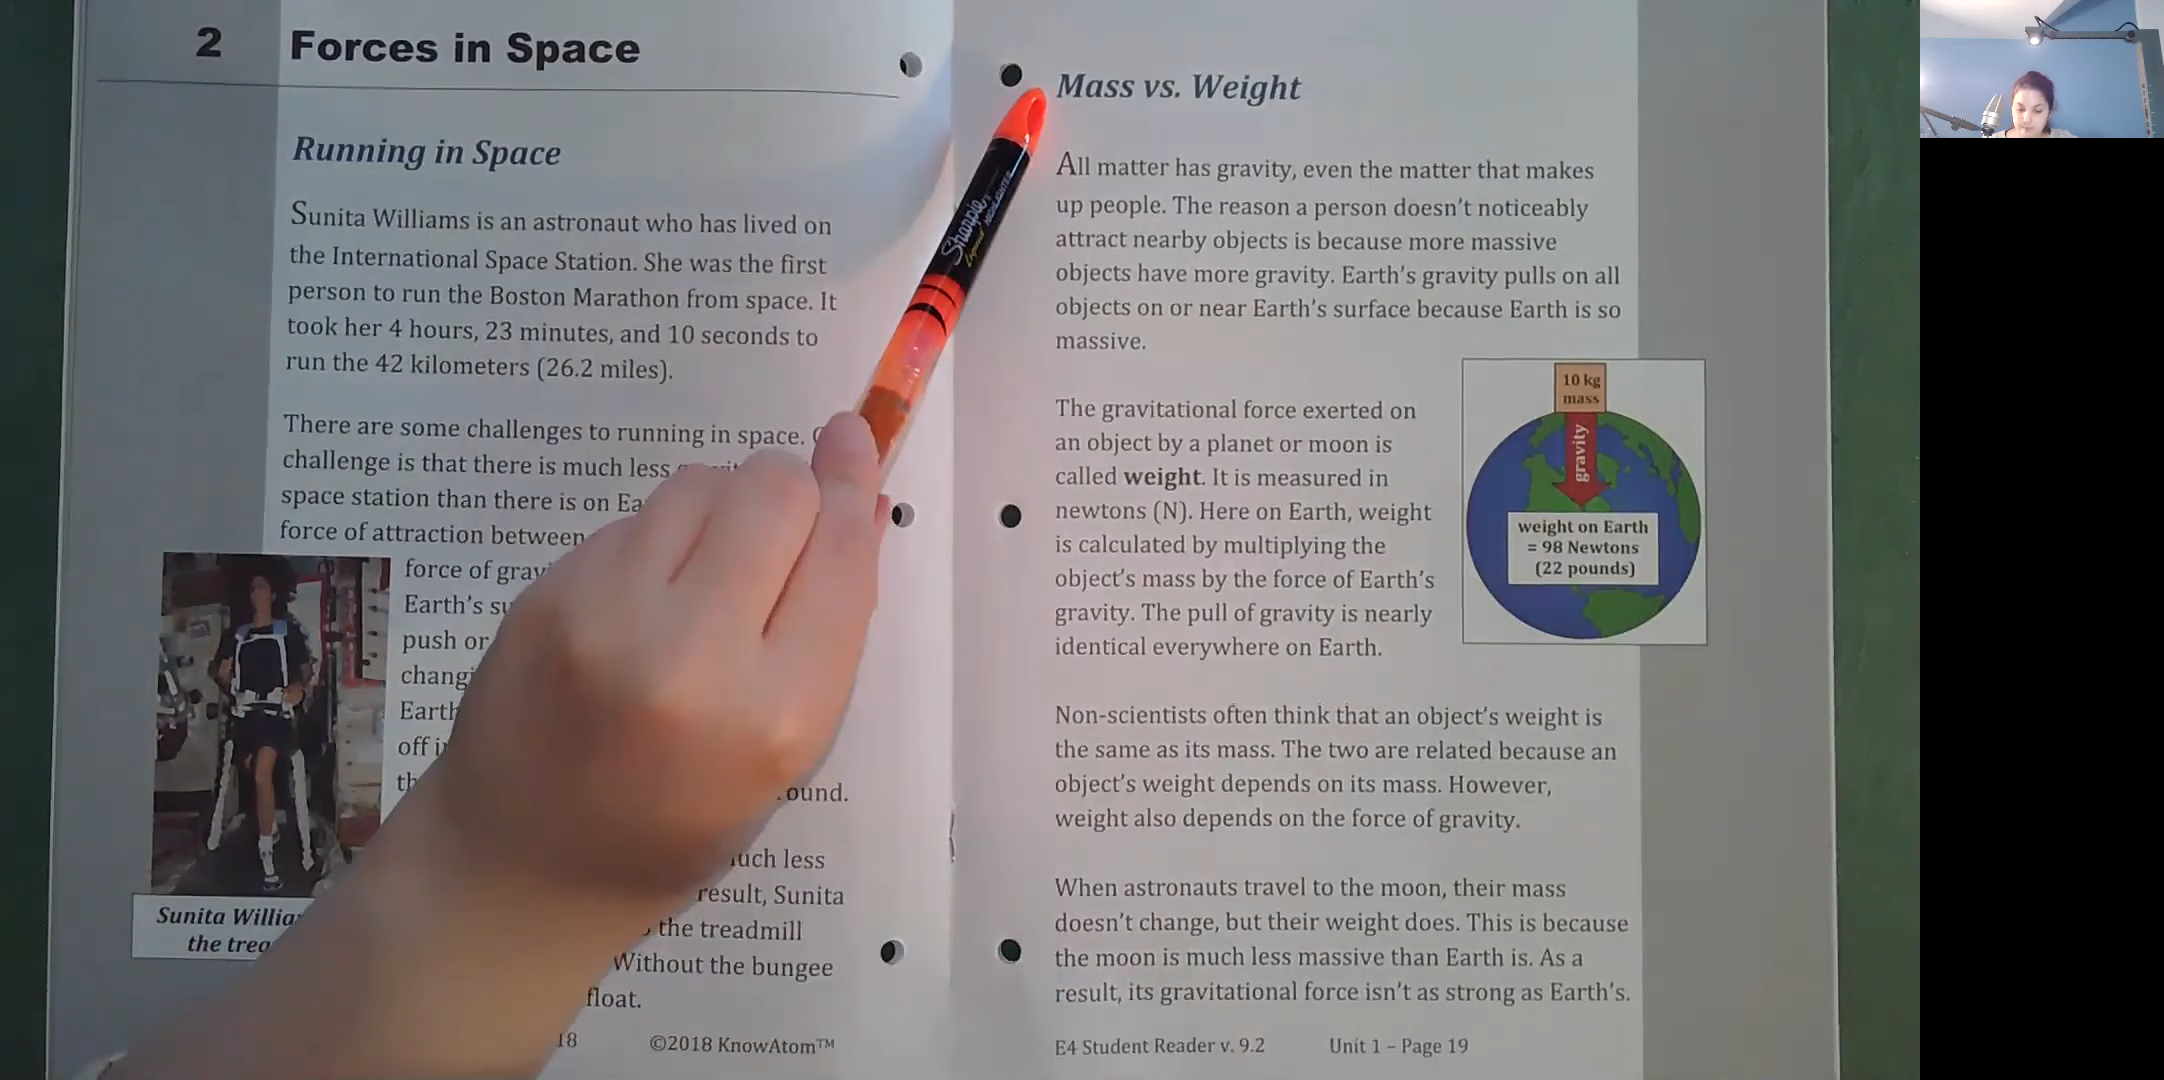 2 Forces in Space
Running in Space
Sunita Williams is an astronaut who has lived on
the International Space Station. She was the first
person to run the Boston Marathon from space. It
took her 4 hours, 23 minutes, and 10 seconds to
run the 42 kilometers (26.2 miles).
There are some challenges to running in space.
challenge is that there is much less
space station than there is on
force of attraction between
force of
Earth's
push or
off
ound.
much less
result, Sunita
the treadmill
Without the bungee
float.
Sunita
the
18 ©2018 KnowAtom™
Mass vs. Weight
All matter has gravity, even the matter that makes
up people. The reason a person doesn't noticeably
attract nearby objects is because more massive
objects have more gravity. Earth's gravity pulls on all
objects on or near Earth's surface because Earth is so
massive.
The gravitational force exerted on
an object by a planet or moon is
called weight. It is measured in
newtons (N). Here on Earth, weight
is calculated by multiplying the
object's mass by the force of Earth's
gravity. The pull of gravity is nearly
identical everywhere on Earth.
10 kg
mass
gravity
weight on Earth
= 98 Newtons
(22 pounds)
Non-scientists often think that an object's weight is
the same as its mass. The two are related because an
object's weight depends on its mass. However,
weight also depends on the force of gravity.
When astronauts travel to the moon, their mass
doesn't change, but their weight does. This is because
the moon is much less massive than Earth is. As a
result, its gravitational force isn't as strong as Earth's.
E4 Student Reader v. 9.2 Unit 1 – Page 19
Sharpie
Liquid HIGHLIGHTER